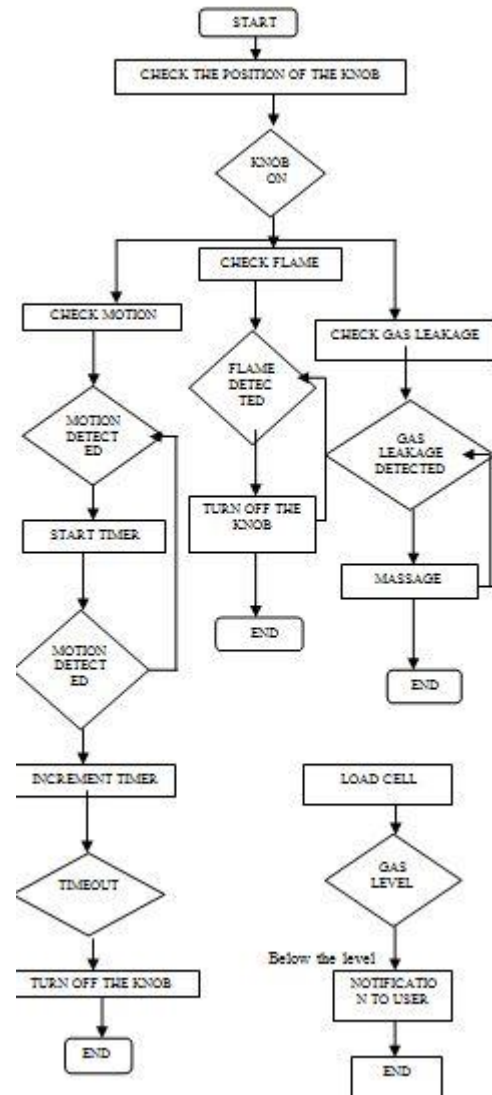 START
CHECK THE POSITION OF THE KNOB
KNOB
ON
CHECK FLAME
CHECK MOTION
CHECK GAS LEAKAGE
FLAME
DETEC
TED
MOTION
DETECT
ED
GAS
LEAKAGE
DETECTED
TURN OFF THE
KNOB
START TIMER
MASSAGE
END
MOTION
DETECT
ED
END
INCREMENT TIMER
LOAD CELL
TIMEOUT
GAS
LEVEL
Below the level
TURN OFF THE KNOB
NOTIFICATIO
N TO USER
END
END